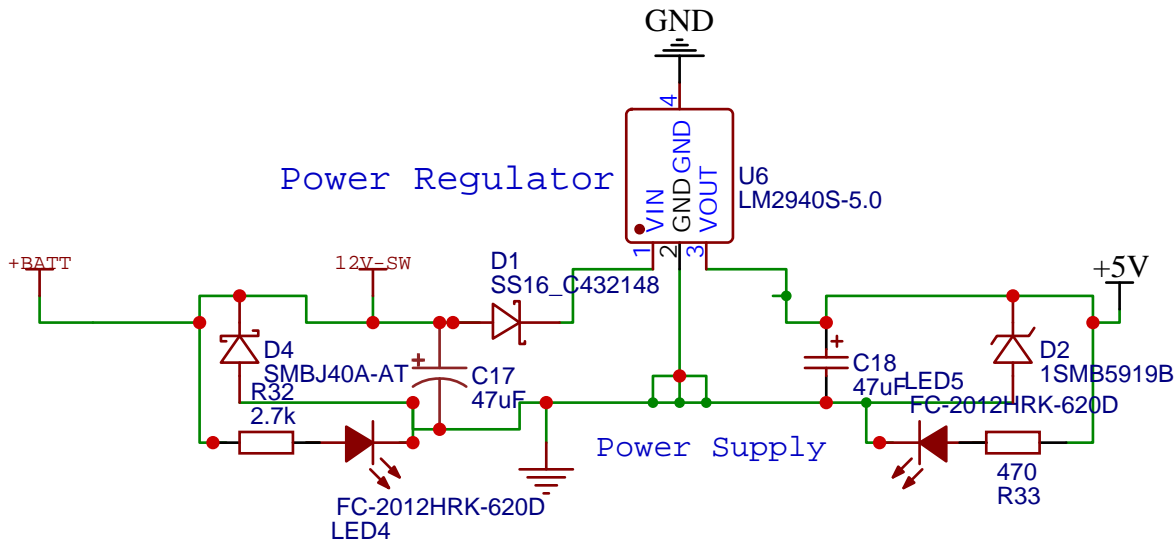 GND
4
Power Regulator
VIN
GND
GND
VOUT
U6
LM2940S-5.0
1
2
3
+BATT
12V-SW
D1
SS16_C432148
+5V
D4
SMBJ40A-AT
R32
2.7k
+
C17
47uF
+
C18
47uF
LED5
FC-2012HRK-620D
D2
1SMB5919B
Power Supply
470
R33
FC-2012HRK-620D
LED4